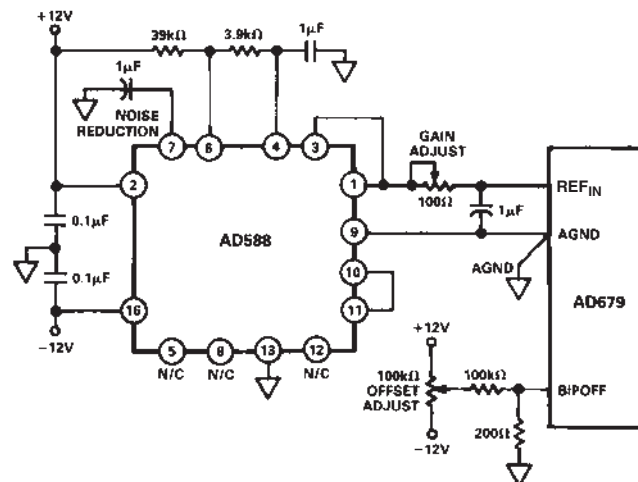 +12V
39kΩ
3.9kΩ
1μF
1μF
NOISE
REDUCTION
7
6
4
3
GAIN
ADJUST
2
1
100Ω
REFIN
1μF
0.1μF
AD588
9
AGND
AGND
10
0.1μF
11
AD679
16
-12V
5
8
13
12
N/C
N/C
N/C
+12V
100kΩ
OFFSET
ADJUST
100kΩ
BIPOFF
200Ω
-12V